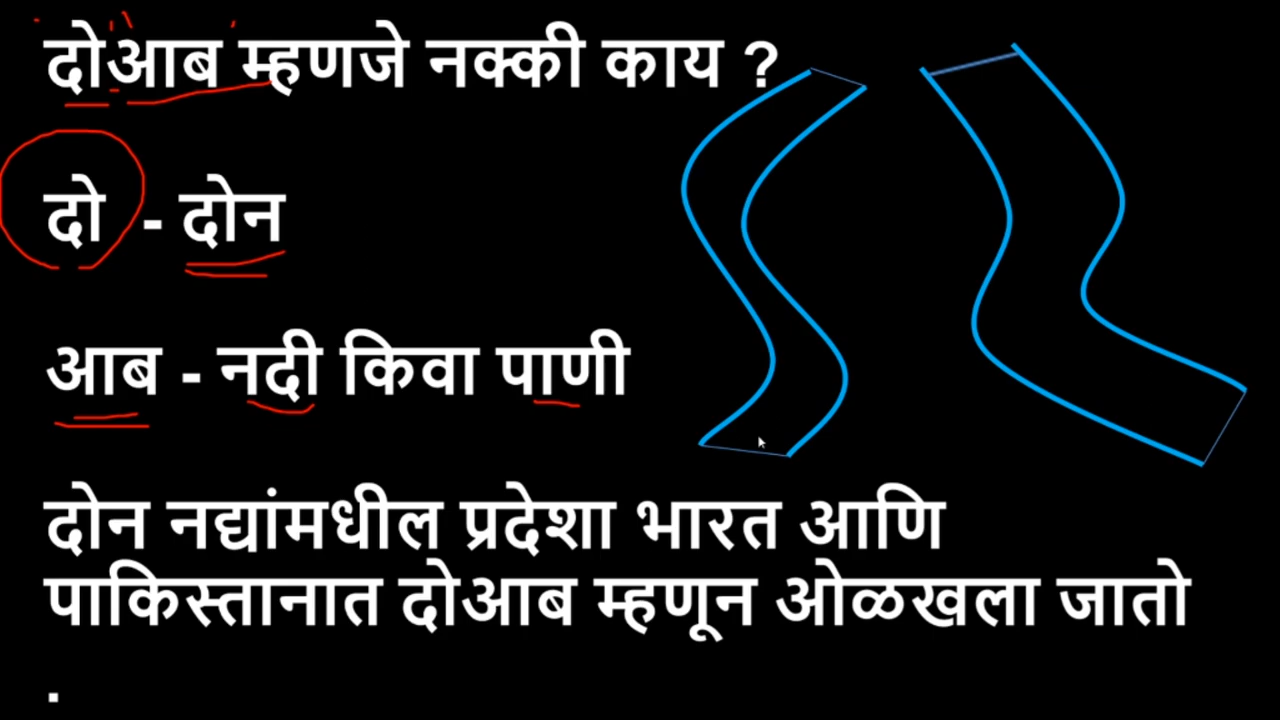 दोआब म्हणजे नक्की काय ?
दो - दोन
आब - नदी किवा पाणी
दोन नद्यांमधील प्रदेशा भारत आणि
पाकिस्तानात दोआब म्हणून ओळखला जातो
.